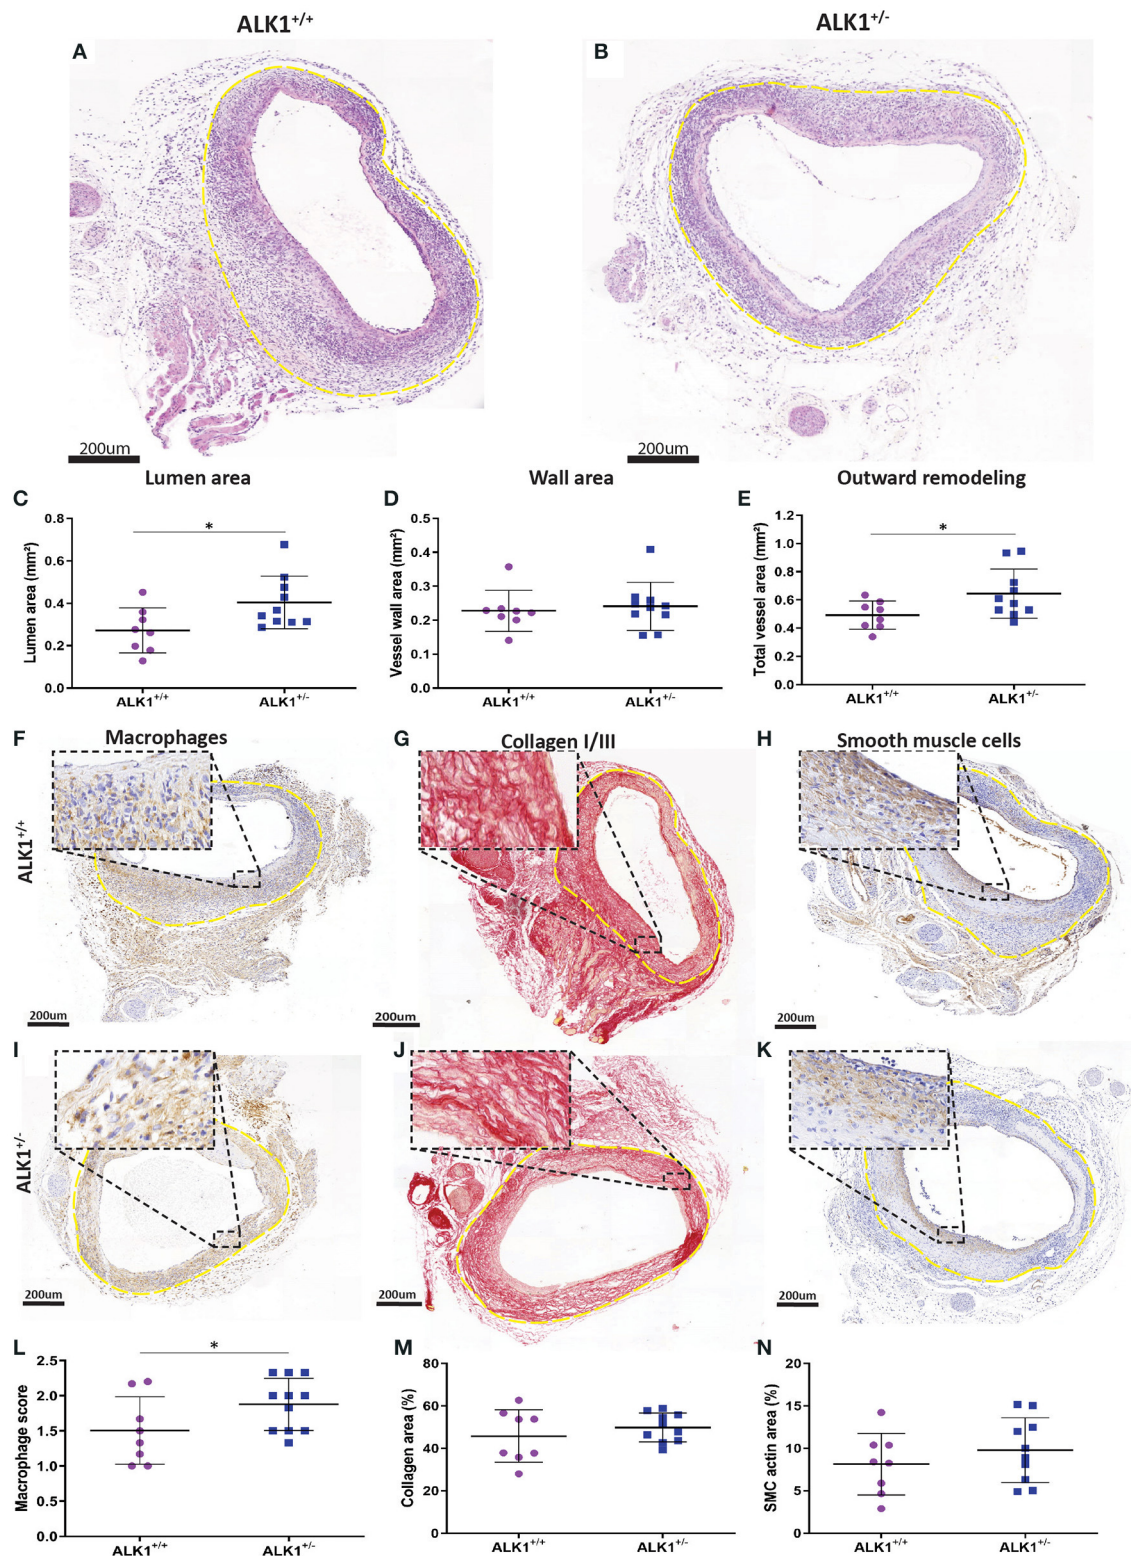 ALK1+/+ ALK1+/-
A B
200um 200um
Lumen area Wall area Outward remodeling
C D E
Lumen area (mm²)
0.8
0.6
0.4
0.2
0.0
*
ALK1+/+ ALK1+/-
Vessel wall area (mm²)
0.5
0.4
0.3
0.2
0.1
0.0
ALK1+/+ ALK1+/-
Total vessel area (mm²)
1.2
1.0
0.8
0.6
0.4
0.2
0.0
*
ALK1+/+ ALK1+/-
F Macrophages G Collagen I/III H Smooth muscle cells
ALK1+/+
200um 200um 200um
I J K
ALK1+/-
200um 200um 200um
L M N
Macrophage score
2.5
2.0
1.5
1.0
0.5
0.0
*
ALK1+/+ ALK1+/-
Collagen area (%)
80
60
40
20
0
ALK1+/+ ALK1+/-
SMC actin area (%)
20
15
10
5
0
ALK1+/+ ALK1+/-